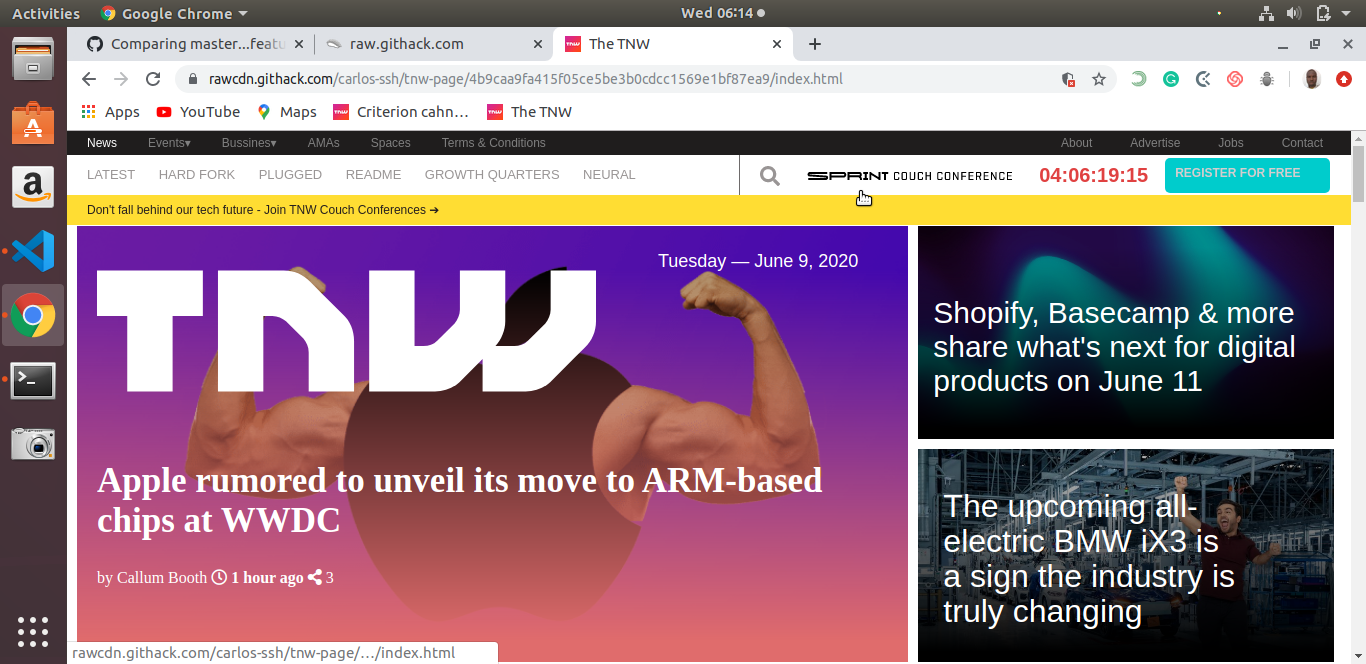 Activities Google Chrome Wed 06:14
Comparing master...featu raw.githack.com The TNW
rawcdn.githack.com/carlos-ssh/tnw-page/4b9caa9fa415f05ce5be3b0cdcc1569e1bf87ea9/index.html
Apps YouTube Maps Criterion cahn… The TNW
News Events▾ Bussines▾ AMAs Spaces Terms & Conditions About Advertise Jobs Contact
LATEST HARD FORK PLUGGED README GROWTH QUARTERS NEURAL SPRINT COUCH CONFERENCE 04:06:19:15 REGISTER FOR FREE
Don't fall behind our tech future - Join TNW Couch Conferences ➔
Tuesday — June 9, 2020
TNW
Apple rumored to unveil its move to ARM-based
chips at WWDC
by Callum Booth 1 hour ago 3
Shopify, Basecamp & more
share what's next for digital
products on June 11
The upcoming all-
electric BMW iX3 is
a sign the industry is
truly changing
rawcdn.githack.com/carlos-ssh/tnw-page/…/index.html